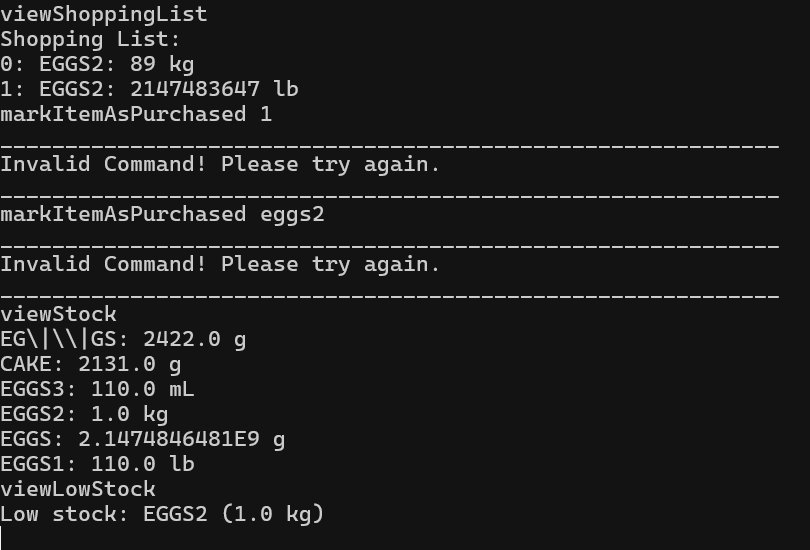 viewShoppingList
Shopping List:
0: EGGS2: 89 kg
1: EGGS2: 2147483647 lb
markItemAsPurchased 1
____________________________________________________________
Invalid Command! Please try again.
____________________________________________________________
markItemAsPurchased eggs2
____________________________________________________________
Invalid Command! Please try again.
____________________________________________________________
viewStock
EG\|\\|GS: 2422.0 g
CAKE: 2131.0 g
EGGS3: 110.0 mL
EGGS2: 1.0 kg
EGGS: 2.1474846481E9 g
EGGS1: 110.0 lb
viewLowStock
Low stock: EGGS2 (1.0 kg)